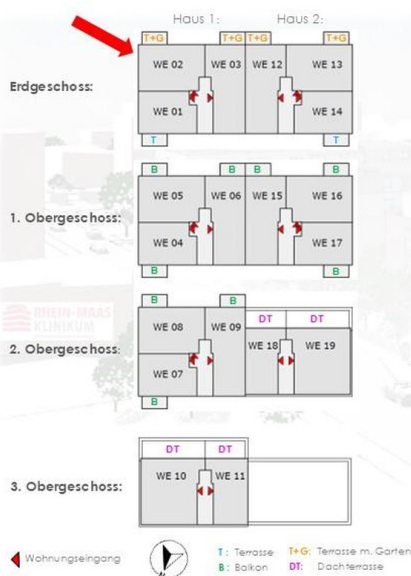 Haus 1: Haus 2:
T+G T+G T+G T+G
WE 02 WE 03 WE 12 WE 13
Erdgeschoss:
WE 01 WE 14
T T
B B B B
WE 05 WE 06 WE 15 WE 16
1. Obergeschoss:
WE 04 WE 17
B B
B B
RHEIN-MAAS
KLINIKUM
DT DT
WE 08 WE 09
2. Obergeschoss:
WE 18 WE 19
WE 07
B
DT DT
WE 10 WE 11
3. Obergeschoss:
Wohnungseingang
T: Terrasse T+G: Terrasse m. Garten
B: Balkon DT: Dachterrasse